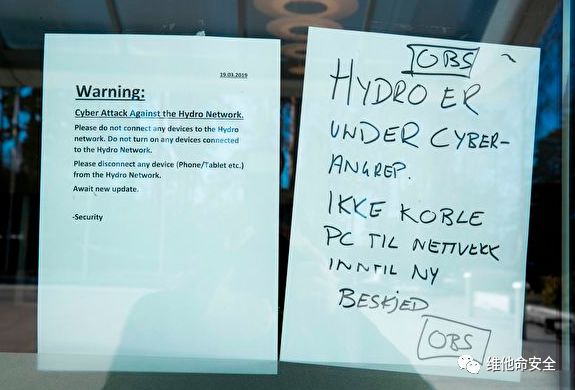 19.03.2019
Warning:
Cyber Attack Against the Hydro Network.
Please do not connect any devices to the Hydro
network. Do not turn on any devices connected
to the Hydro Network.
Please disconnect any device (Phone/Tablet etc.)
from the Hydro Network.
Await new update.
-Security
OBS
HYDRO ER
UNDER CYBER-
ANGREP.
IKKE KOBLE
PC TIL NETTVERK
INNTIL NY
BESKJED
OBS
维他命安全